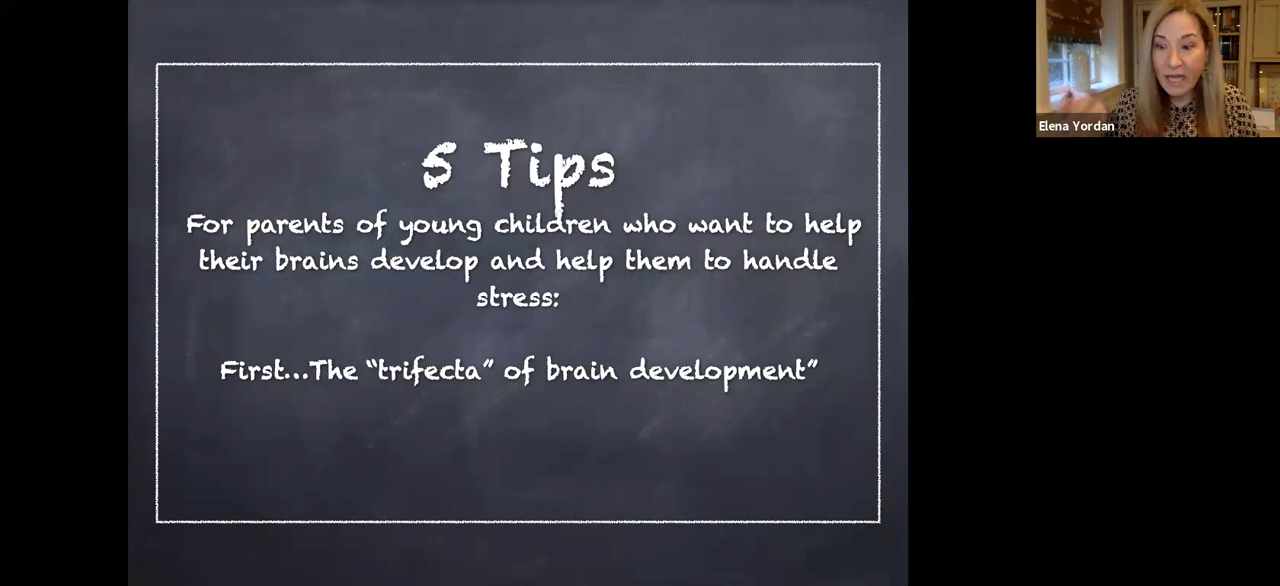 5 Tips
For parents of young children who want to help
their brains develop and help them to handle
stress:
First...The “trifecta” of brain development”
Elena Yordan